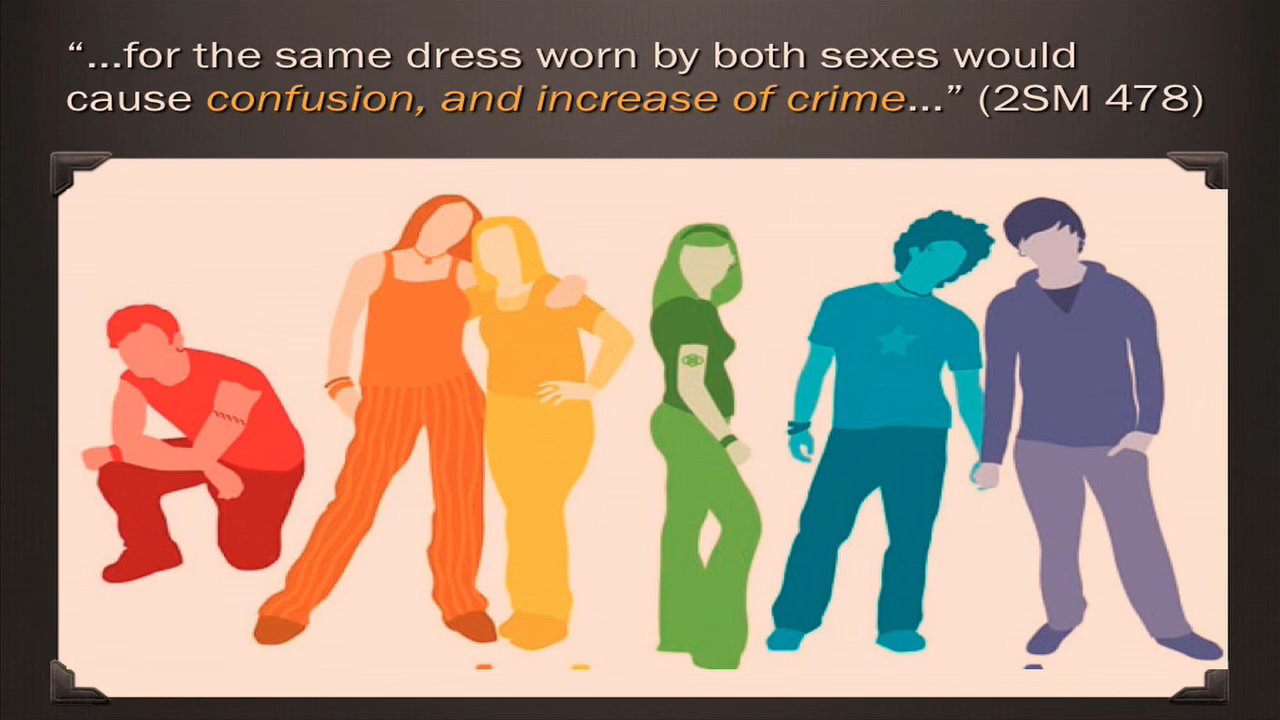 “...for the same dress worn by both sexes would
cause confusion, and increase of crime...” (2SM 478)